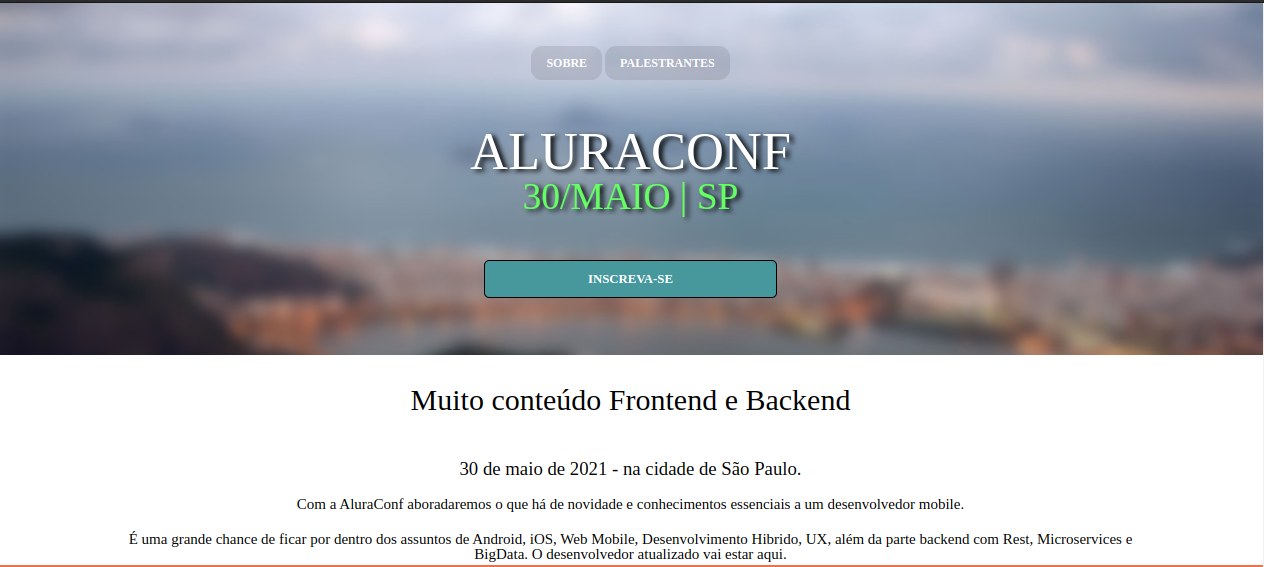 SOBRE PALESTRANTES
ALURACONF
30/MAIO | SP
INSCREVA-SE
Muito conteúdo Frontend e Backend
30 de maio de 2021 - na cidade de São Paulo.
Com a AluraConf aboradaremos o que há de novidade e conhecimentos essenciais a um desenvolvedor mobile.
É uma grande chance de ficar por dentro dos assuntos de Android, iOS, Web Mobile, Desenvolvimento Hibrido, UX, além da parte backend com Rest, Microservices e
BigData. O desenvolvedor atualizado vai estar aqui.